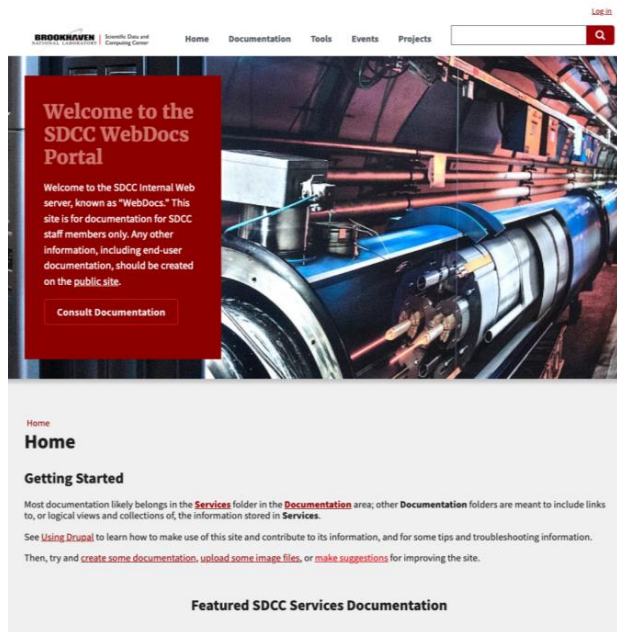 Log in
BROOKHAVEN
NATIONAL LABORATORY
Scientific Data and
Computing Center
Home Documentation Tools Events Projects
Welcome to the
SDCC WebDocs
Portal
Welcome to the SDCC Internal Web
server, known as “WebDocs.” This
site is for documentation for SDCC
staff members only. Any other
information, including end-user
documentation, should be created
on the public site.
Consult Documentation
Home
Home
Getting Started
Most documentation likely belongs in the Services folder in the Documentation area; other Documentation folders are meant to include links
to, or logical views and collections of, the information stored in Services.
See Using Drupal to learn how to make use of this site and contribute to its information, and for some tips and troubleshooting information.
Then, try and create some documentation, upload some image files, or make suggestions for improving the site.
Featured SDCC Services Documentation